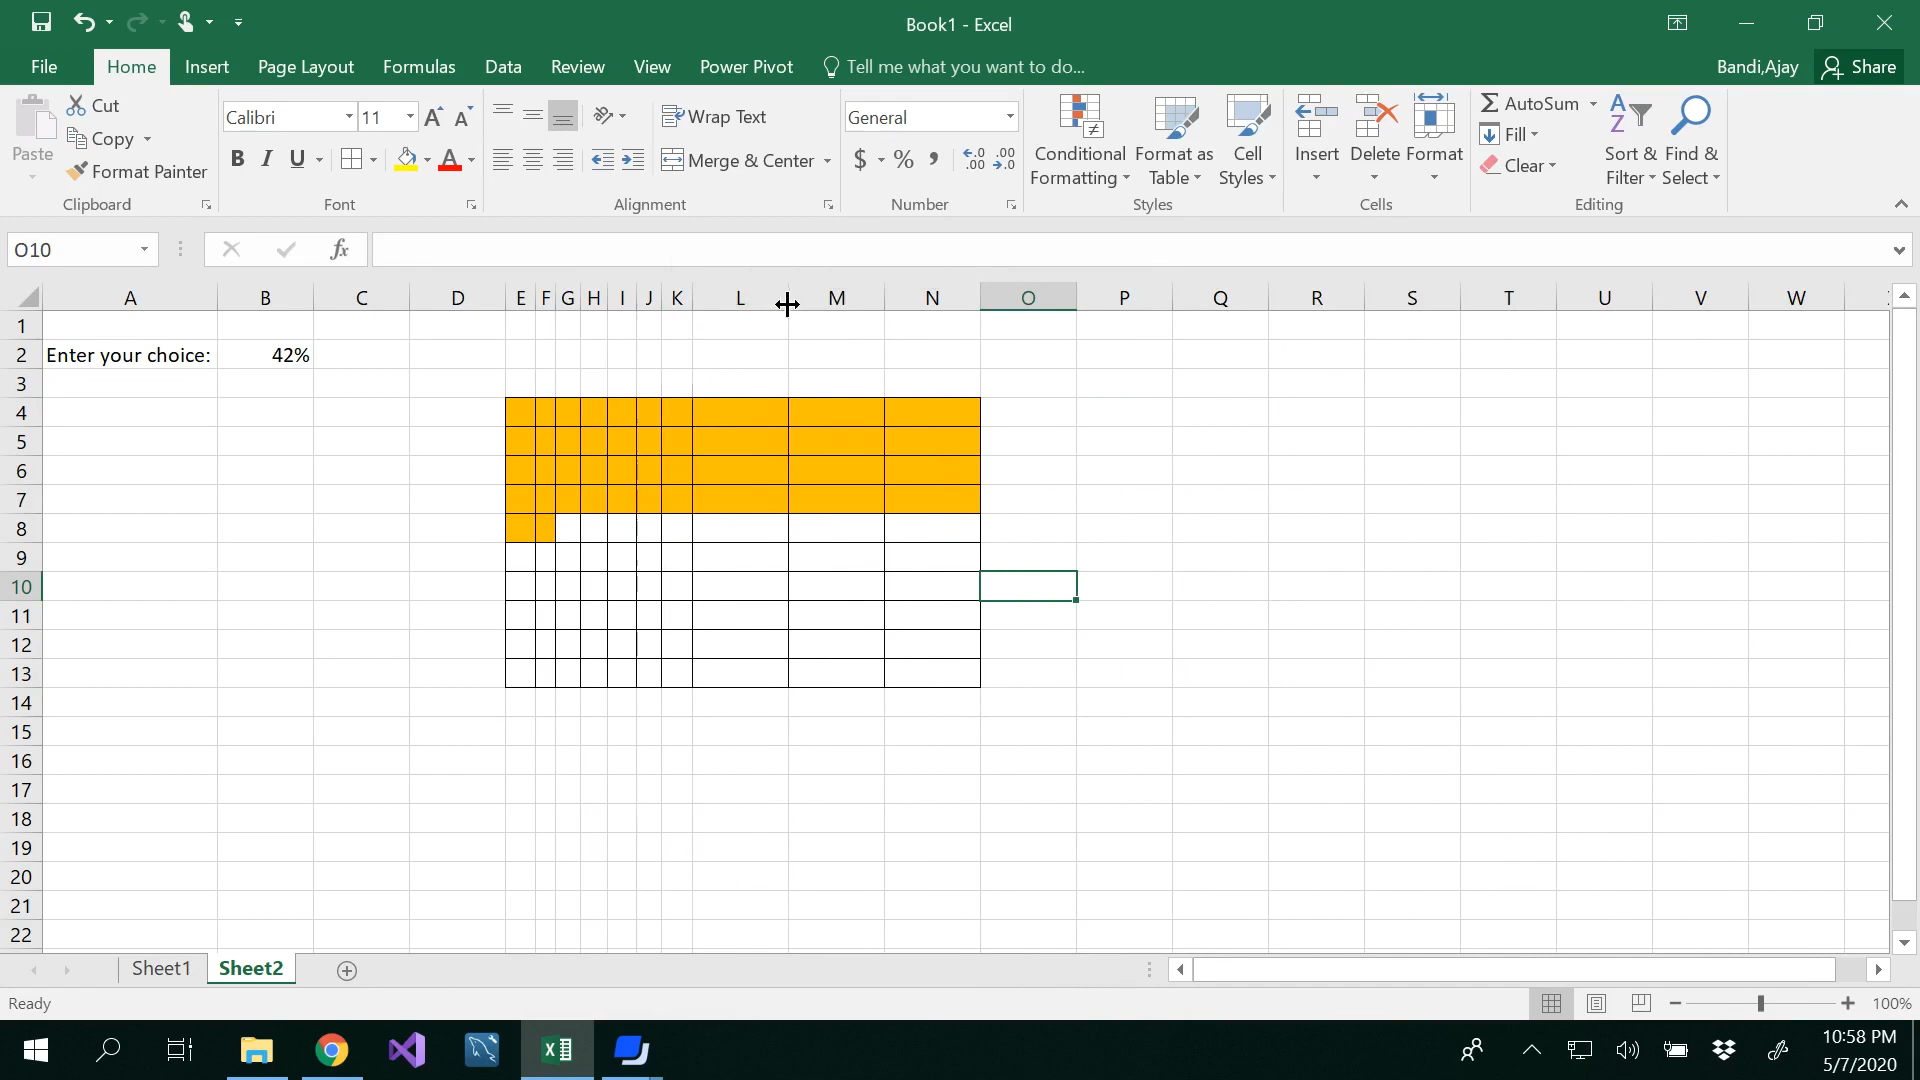 Book1 - Excel
File Home Insert Page Layout Formulas Data Review View Power Pivot Tell me what you want to do... Bandi,Ajay Share
Paste Cut Copy Format Painter
Clipboard
Calibri 11 A A
B I U A
Font
Wrap Text
Merge & Center
Alignment
General
$ % , .0 .00 .00 .0
Number
Conditional Formatting Format as Table Cell Styles
Styles
Insert Delete Format
Cells
AutoSum
Fill
Clear
Sort & Filter Find & Select
Editing
O10 fx
A B C D E F G H I J K L M N O P Q R S T U V W
1
2 Enter your choice: 42%
3
4
5
6
7
8
9
10
11
12
13
14
15
16
17
18
19
20
21
22
Sheet1 Sheet2
Ready 100%
10:58 PM
5/7/2020